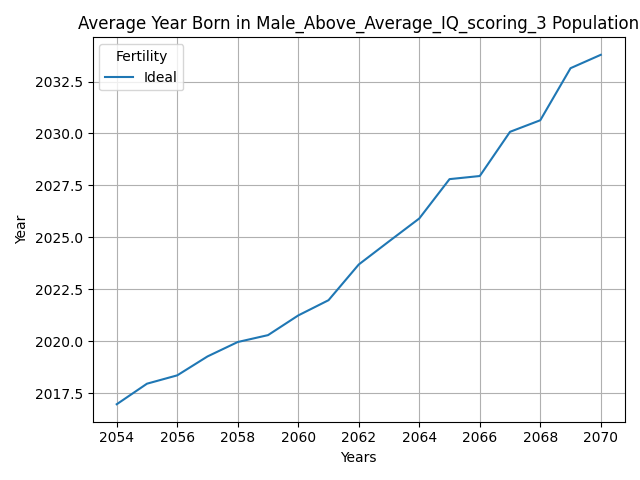 Average Year Born in Male_Above_Average_IQ_scoring_3 Population
Fertility
Ideal
2032.5
2030.0
2027.5
2025.0
2022.5
2020.0
2017.5
Year
2054 2056 2058 2060 2062 2064 2066 2068 2070
Years